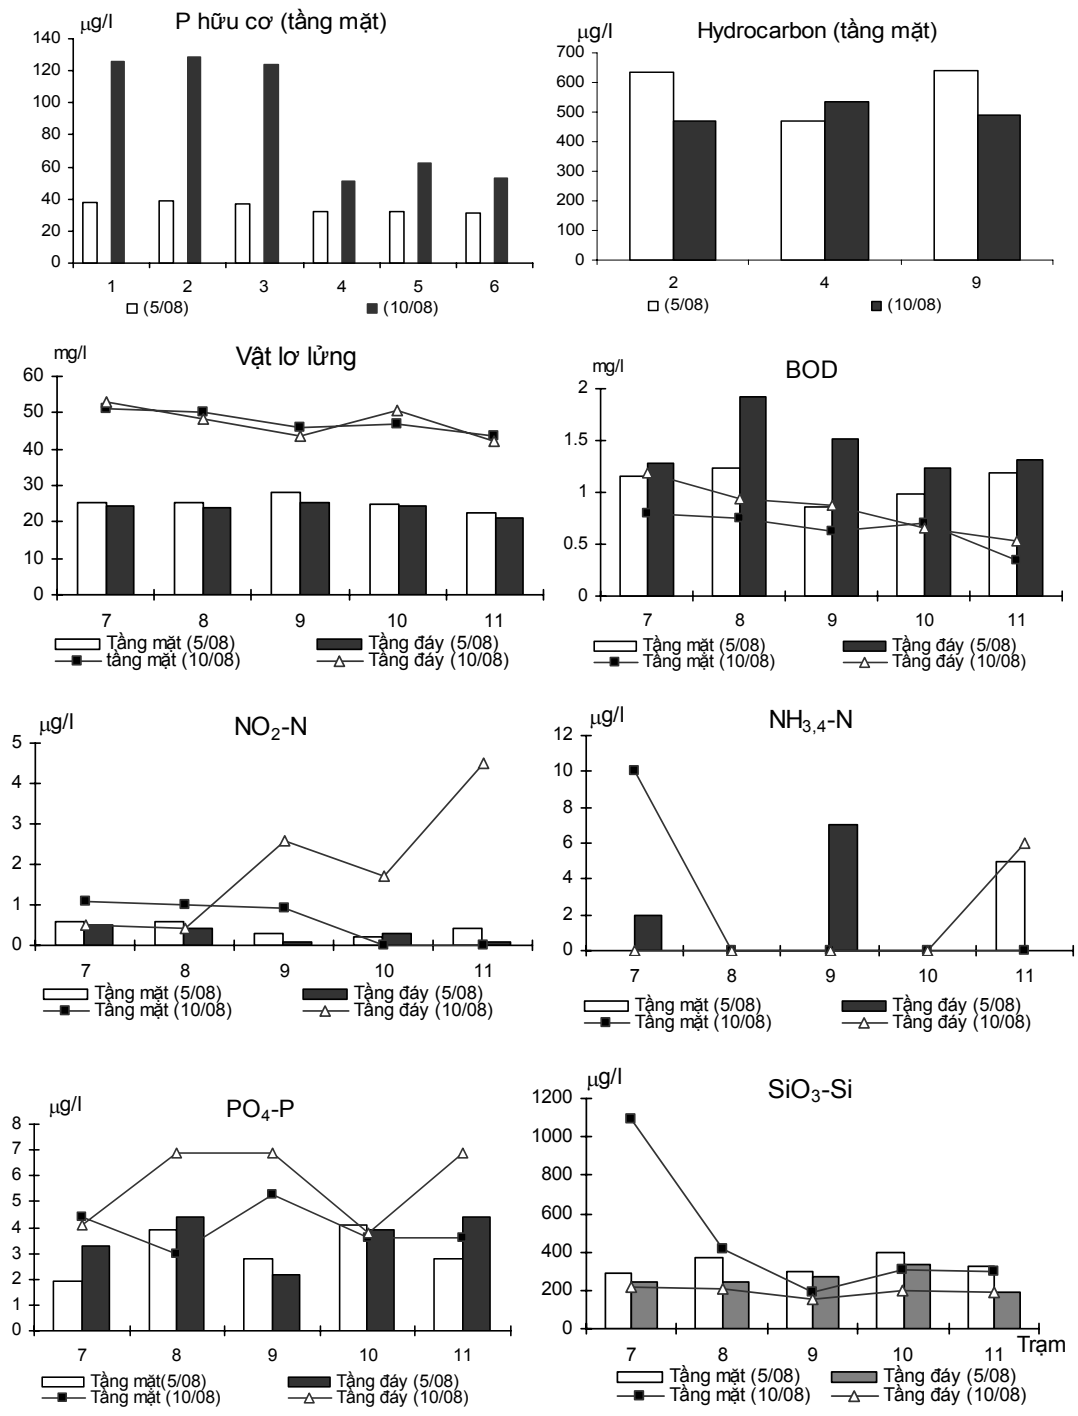 P hữu cơ (tầng mặt)
µg/l
140
120
100
80
60
40
20
0
1 2 3 4 5 6
(5/08) (10/08)
Hydrocarbon (tầng mặt)
µg/l
700
600
500
400
300
200
100
0
2 4 9
(5/08) (10/08)
Vật lơ lửng
mg/l
60
50
40
30
20
10
0
7 8 9 10 11
Tầng mặt (5/08) Tầng đáy (5/08)
tầng mặt (10/08) Tầng đáy (10/08)
BOD
mg/l
2
1.5
1
0.5
0
7 8 9 10 11
Tầng mặt (5/08) Tầng đáy (5/08)
Tầng mặt (10/08) Tầng đáy (10/08)
NO₂-N
µg/l
5
4
3
2
1
0
7 8 9 10 11
Tầng mặt (5/08) Tầng đáy (5/08)
Tầng mặt (10/08) Tầng đáy (10/08)
NH₃,₄-N
µg/l
12
10
8
6
4
2
0
7 8 9 10 11
Tầng mặt (5/08) Tầng đáy (5/08)
Tầng mặt (10/08) Tầng đáy (10/08)
PO₄-P
µg/l
8
7
6
5
4
3
2
1
0
7 8 9 10 11
Tầng mặt(5/08) Tầng đáy (5/08)
Tầng mặt (10/08) Tầng đáy (10/08)
SiO₃-Si
µg/l
1200
1000
800
600
400
200
0
7 8 9 10 11 Trạm
Tầng mặt (5/08) Tầng đáy (5/08)
Tầng mặt (10/08) Tầng đáy (10/08)